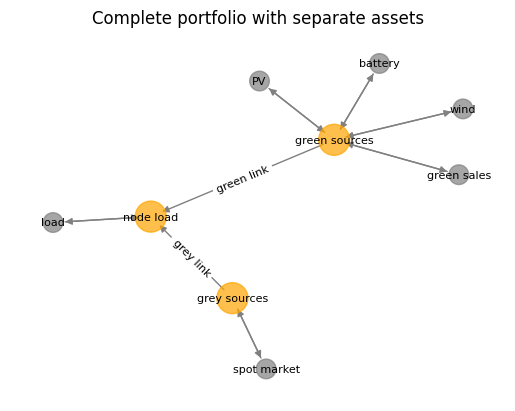 Complete portfolio with separate assets
battery
PV
wind
green sources
green sales
green link
node load
load
grey link
grey sources
spot market